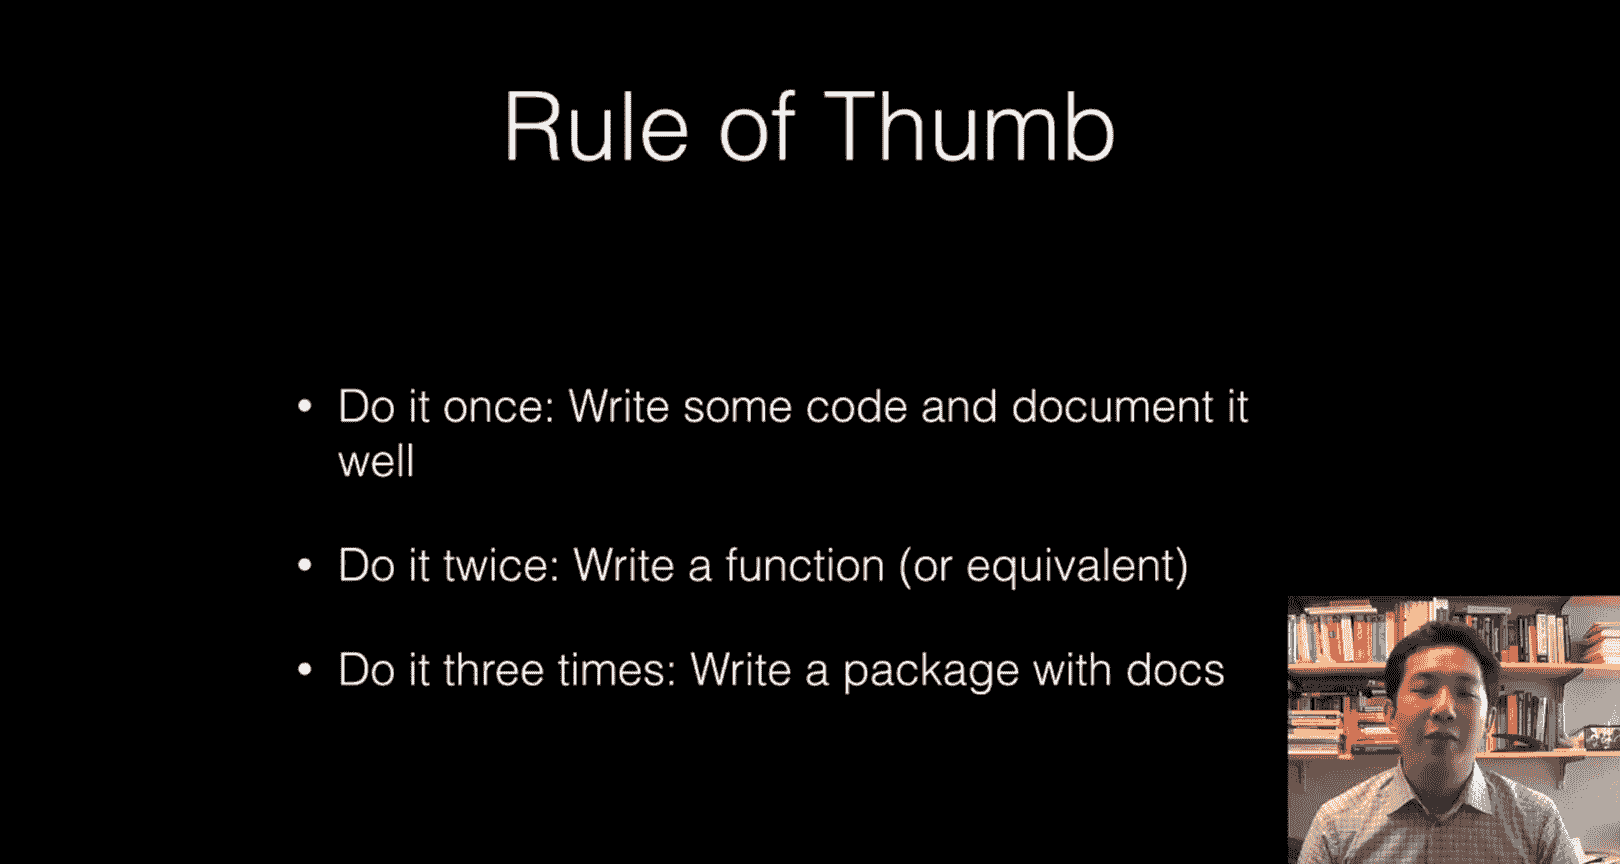 Rule of Thumb
• Do it once: Write some code and document it
well
• Do it twice: Write a function (or equivalent)
• Do it three times: Write a package with docs